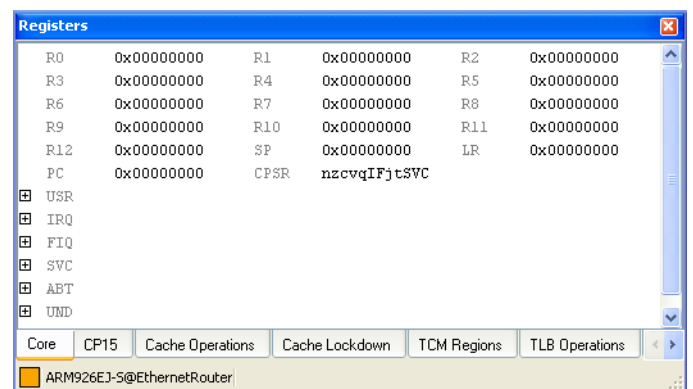 Registers
R0 0x00000000 R1 0x00000000 R2 0x00000000
R3 0x00000000 R4 0x00000000 R5 0x00000000
R6 0x00000000 R7 0x00000000 R8 0x00000000
R9 0x00000000 R10 0x00000000 R11 0x00000000
R12 0x00000000 SP 0x00000000 LR 0x00000000
PC 0x00000000 CPSR nzcvqIFjtSVC
USR
IRQ
FIQ
SVC
ABT
UND
Core CP15 Cache Operations Cache Lockdown TCM Regions TLB Operations
ARM926EJ-S@EthernetRouter